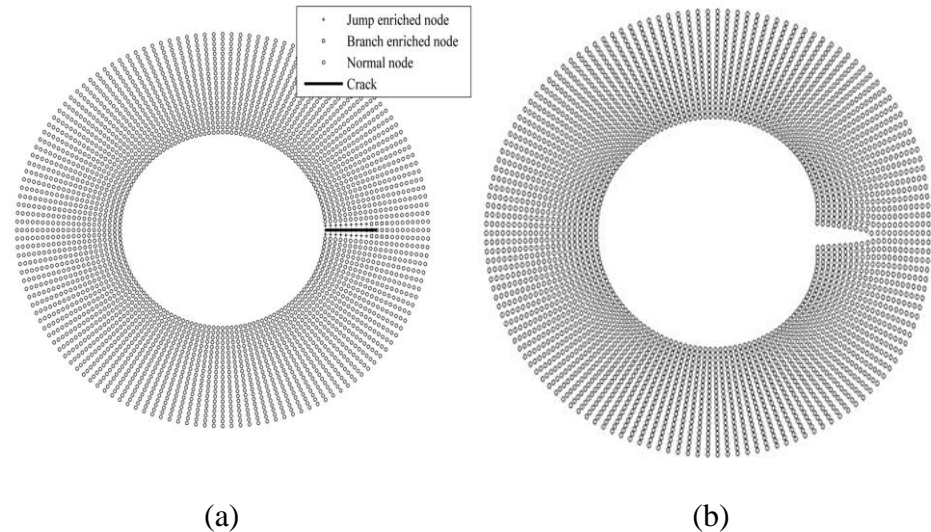 Jump enriched node
Branch enriched node
Normal node
Crack
(a)
(b)